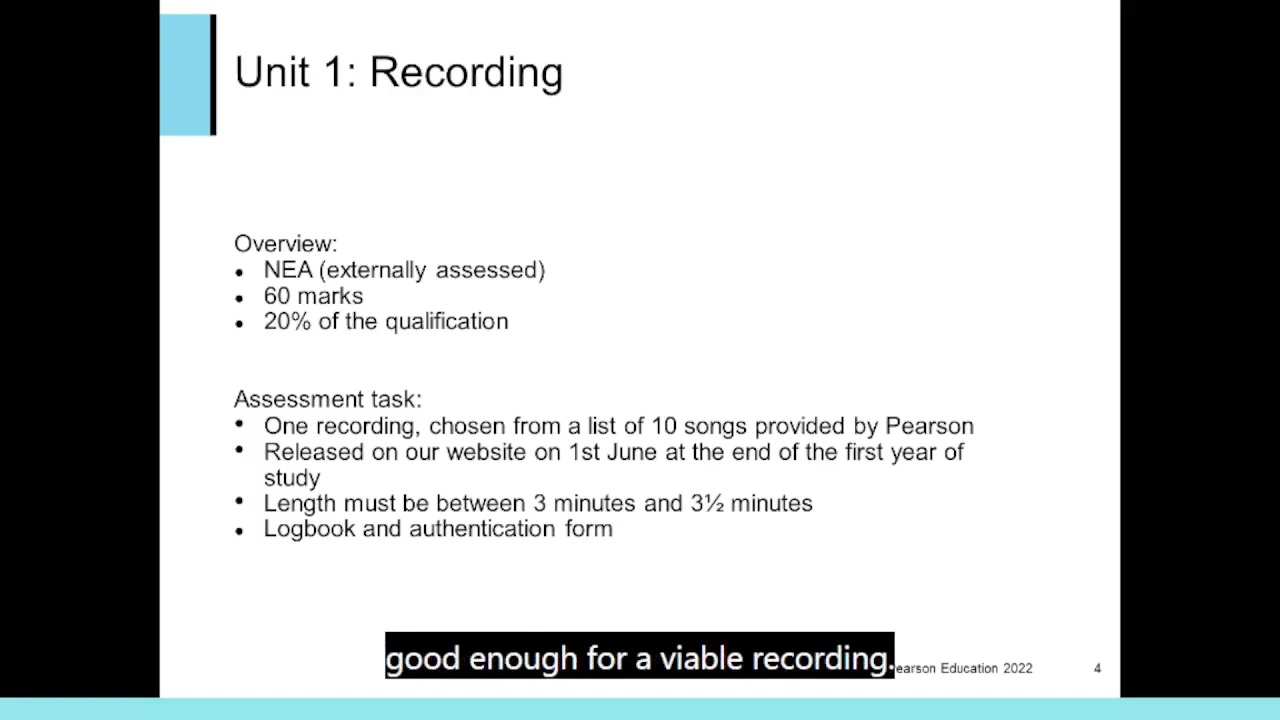 Unit 1: Recording
Overview:
• NEA (externally assessed)
• 60 marks
• 20% of the qualification
Assessment task:
• One recording, chosen from a list of 10 songs provided by Pearson
• Released on our website on 1st June at the end of the first year of
study
• Length must be between 3 minutes and 3½ minutes
• Logbook and authentication form
good enough for a viable recording.
Education 2022
4